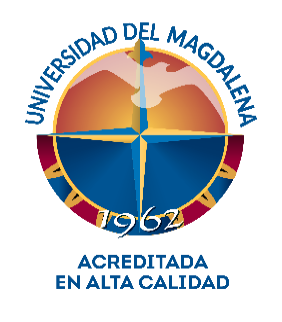 UNIVERSIDAD DEL MAGDALENA
1962
ACREDITADA
EN ALTA CALIDAD